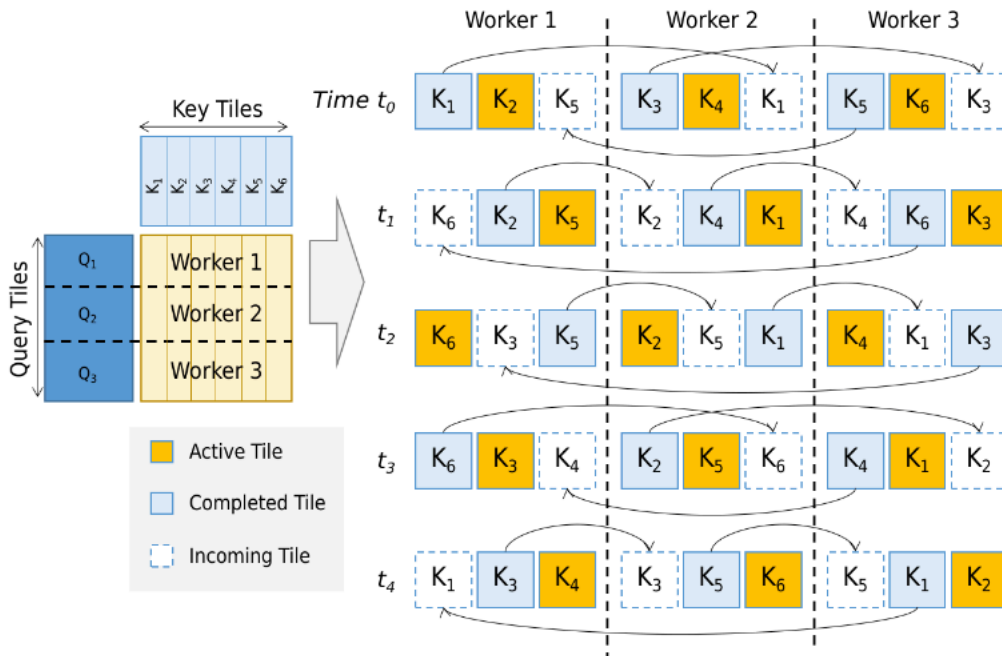 Worker 1 Worker 2 Worker 3
Time t0 K1 K2 K5 K3 K4 K1 K5 K6 K3
Key Tiles
K1 K2 K3 K4 K5 K6
t1 K6 K2 K5 K2 K4 K1 K4 K6 K3
Query Tiles
Q1 Worker 1
Q2 Worker 2
Q3 Worker 3
t2 K6 K3 K5 K2 K5 K1 K4 K1 K3
Active Tile
Completed Tile
Incoming Tile
t3 K6 K3 K4 K2 K5 K6 K4 K1 K2
t4 K1 K3 K4 K3 K5 K6 K5 K1 K2